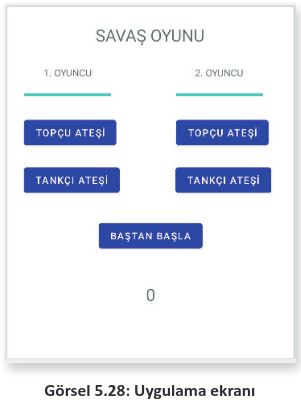 SAVAŞ OYUNU
1. OYUNCU 2. OYUNCU
TOPÇU ATEŞİ TOPÇU ATEŞİ
TANKÇI ATEŞİ TANKÇI ATEŞİ
BAŞTAN BAŞLA
0
Görsel 5.28: Uygulama ekranı